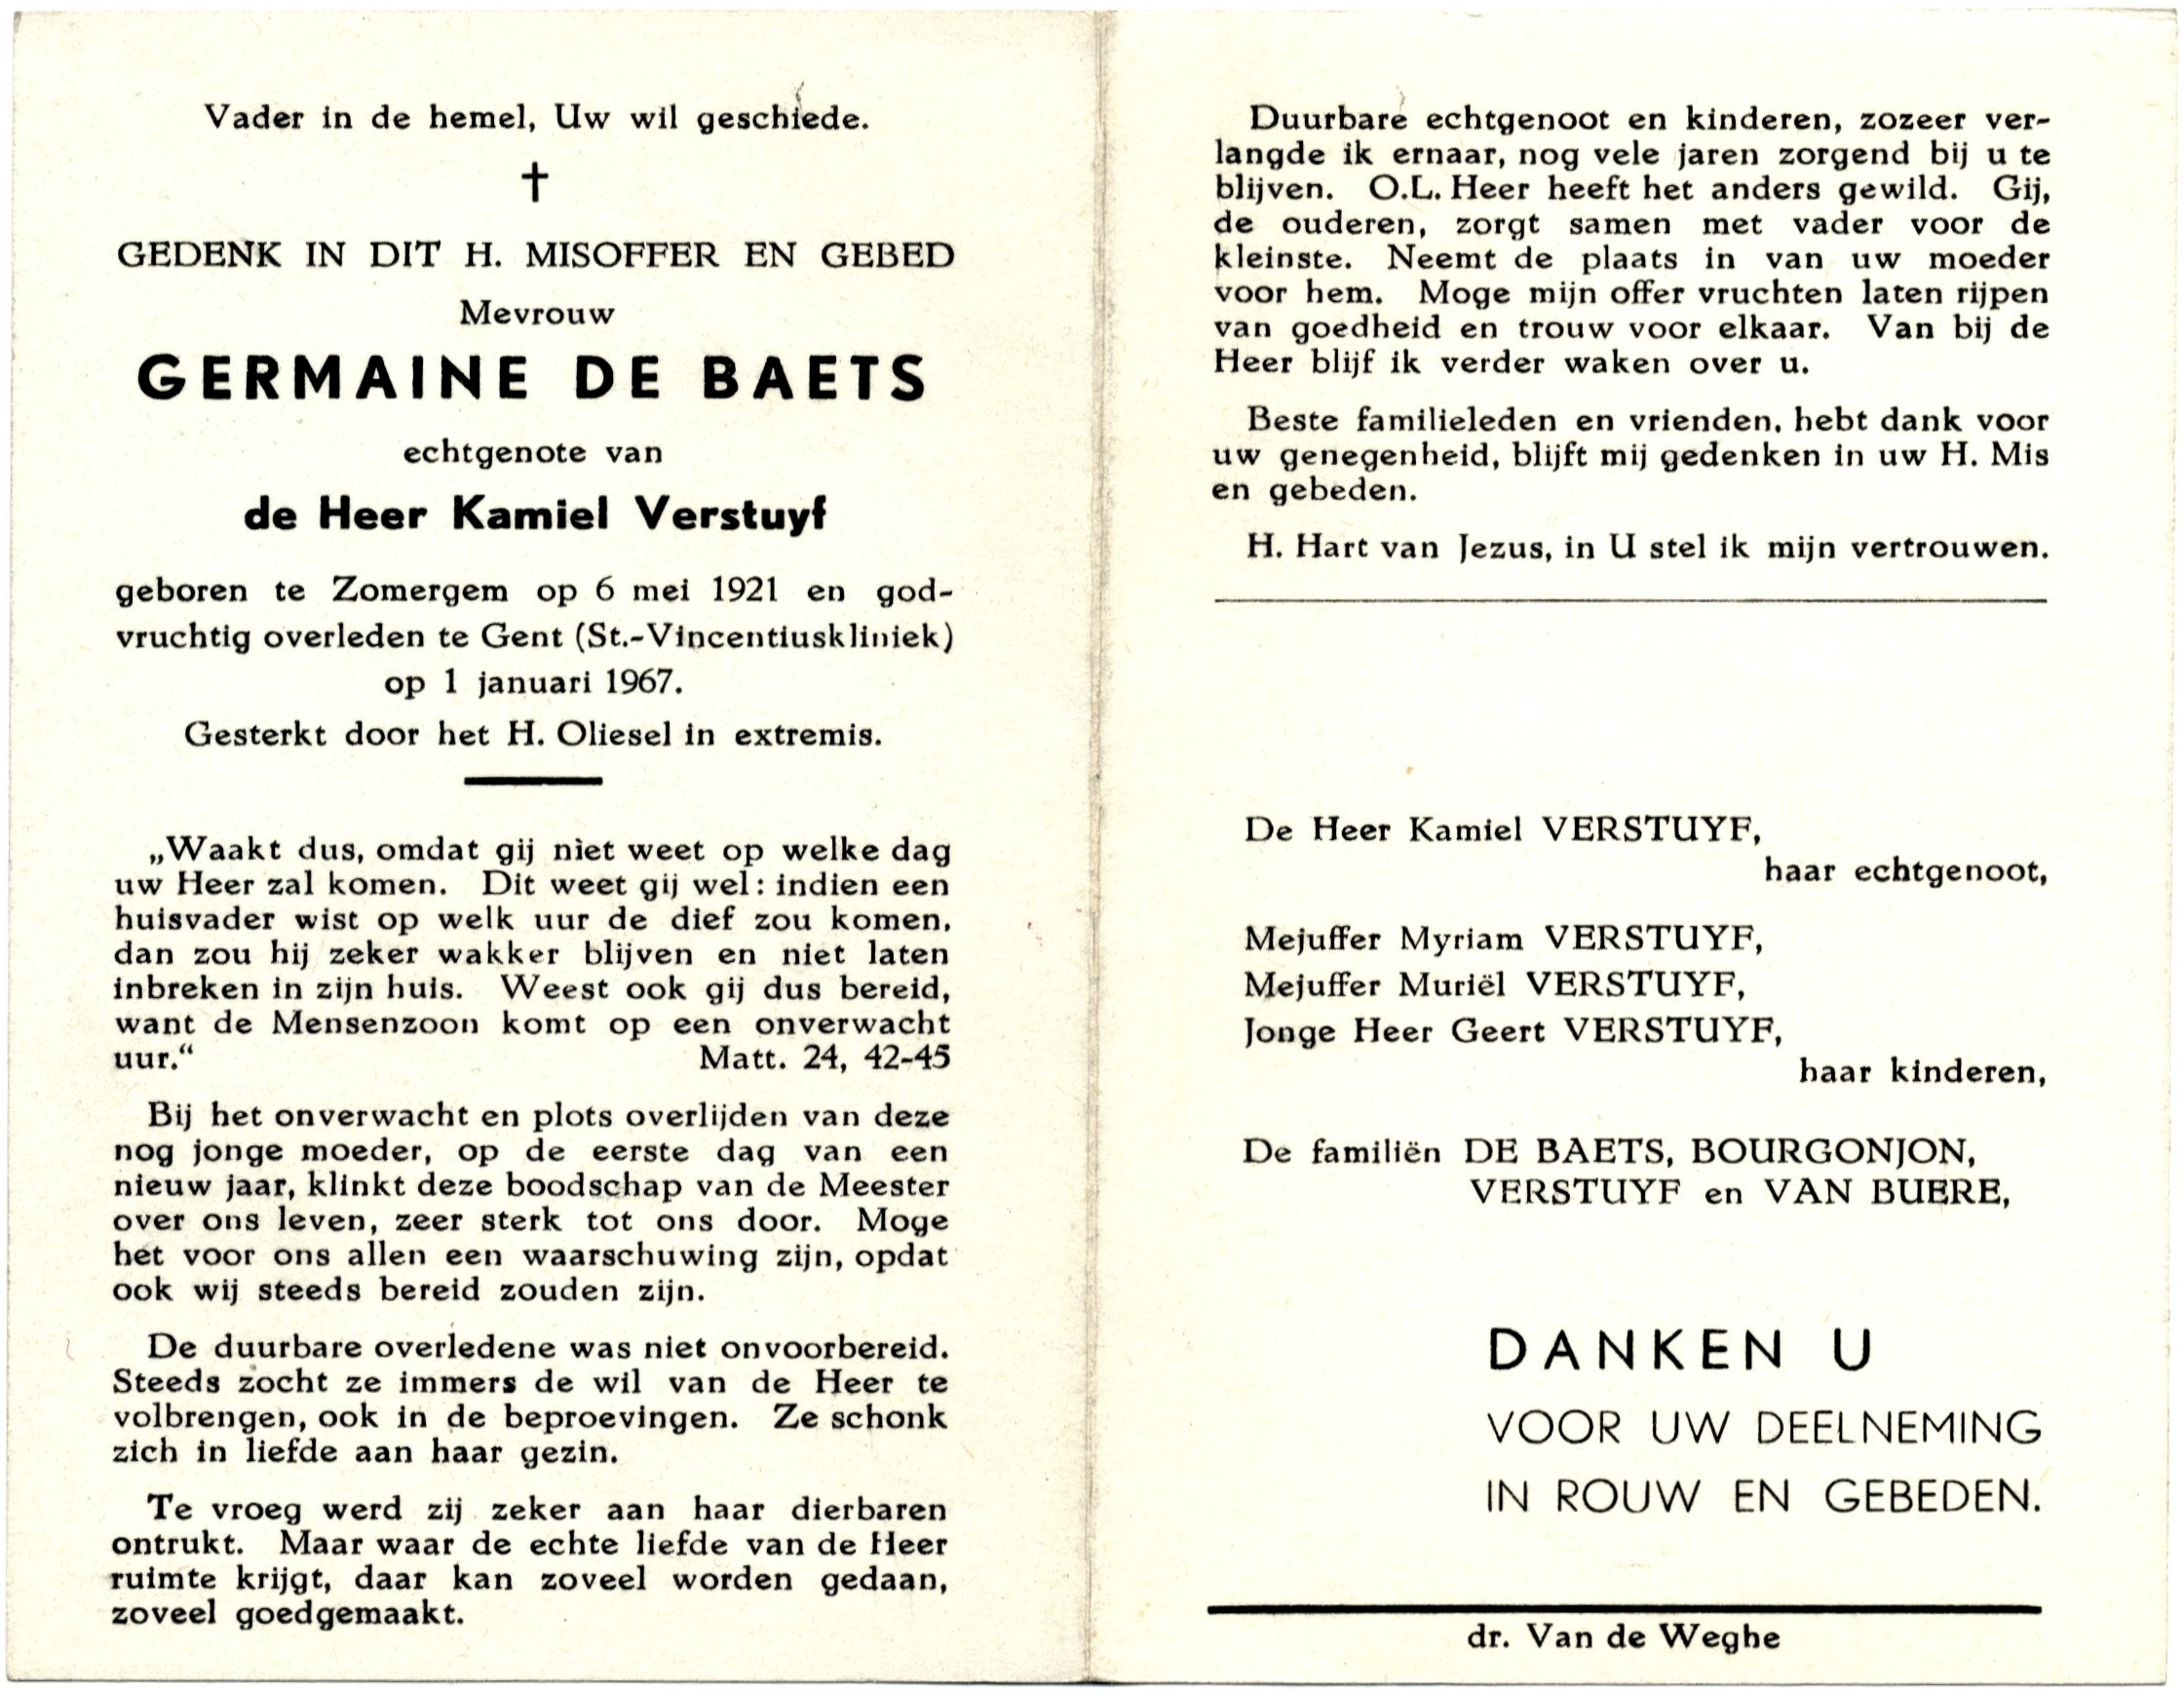 Vader in de hemel, Uw wil geschiede.
†
GEDENK IN DIT H. MISOFFER EN GEBED
Mevrouw
GERMAINE DE BAETS
echtgenote van
de Heer Kamiel Verstuyf
geboren te Zomergem op 6 mei 1921 en god-
vruchtig overleden te Gent (St.-Vincentiuskliniek)
op 1 januari 1967.
Gesterkt door het H. Oliesel in extremis.
„Waakt dus, omdat gij niet weet op welke dag
uw Heer zal komen. Dit weet gij wel: indien een
huisvader wist op welk uur de dief zou komen,
dan zou hij zeker wakker blijven en niet laten
inbreken in zijn huis. Weest ook gij dus bereid,
want de Mensenzoon komt op een onverwacht
uur.“ Matt. 24, 42-45
Bij het onverwacht en plots overlijden van deze
nog jonge moeder, op de eerste dag van een
nieuw jaar, klinkt deze boodschap van de Meester
over ons leven, zeer sterk tot ons door. Moge
het voor ons allen een waarschuwing zijn, opdat
ook wij steeds bereid zouden zijn.
De duurbare overledene was niet onvoorbereid.
Steeds zocht ze immers de wil van de Heer te
volbrengen, ook in de beproevingen. Ze schonk
zich in liefde aan haar gezin.
Te vroeg werd zij zeker aan haar dierbaren
ontrukt. Maar waar de echte liefde van de Heer
ruimte krijgt, daar kan zoveel worden gedaan,
zoveel goedgemaakt.
Duurbare echtgenoot en kinderen, zozeer ver-
langde ik ernaar, nog vele jaren zorgend bij u te
blijven. O.L. Heer heeft het anders gewild. Gij,
de ouderen, zorgt samen met vader voor de
kleinste. Neemt de plaats in van uw moeder
voor hem. Moge mijn offer vruchten laten rijpen
van goedheid en trouw voor elkaar. Van bij de
Heer blijf ik verder waken over u.
Beste familieleden en vrienden, hebt dank voor
uw genegenheid, blijft mij gedenken in uw H. Mis
en gebeden.
H. Hart van Jezus, in U stel ik mijn vertrouwen.
De Heer Kamiel VERSTUYF,
haar echtgenoot,
Mejuffer Myriam VERSTUYF,
Mejuffer Muriël VERSTUYF,
Jonge Heer Geert VERSTUYF,
haar kinderen,
De familiën DE BAETS, BOURGONJON,
VERSTUYF en VAN BUERE,
DANKEN U
VOOR UW DEELNEMING
IN ROUW EN GEBEDEN.
dr. Van de Weghe